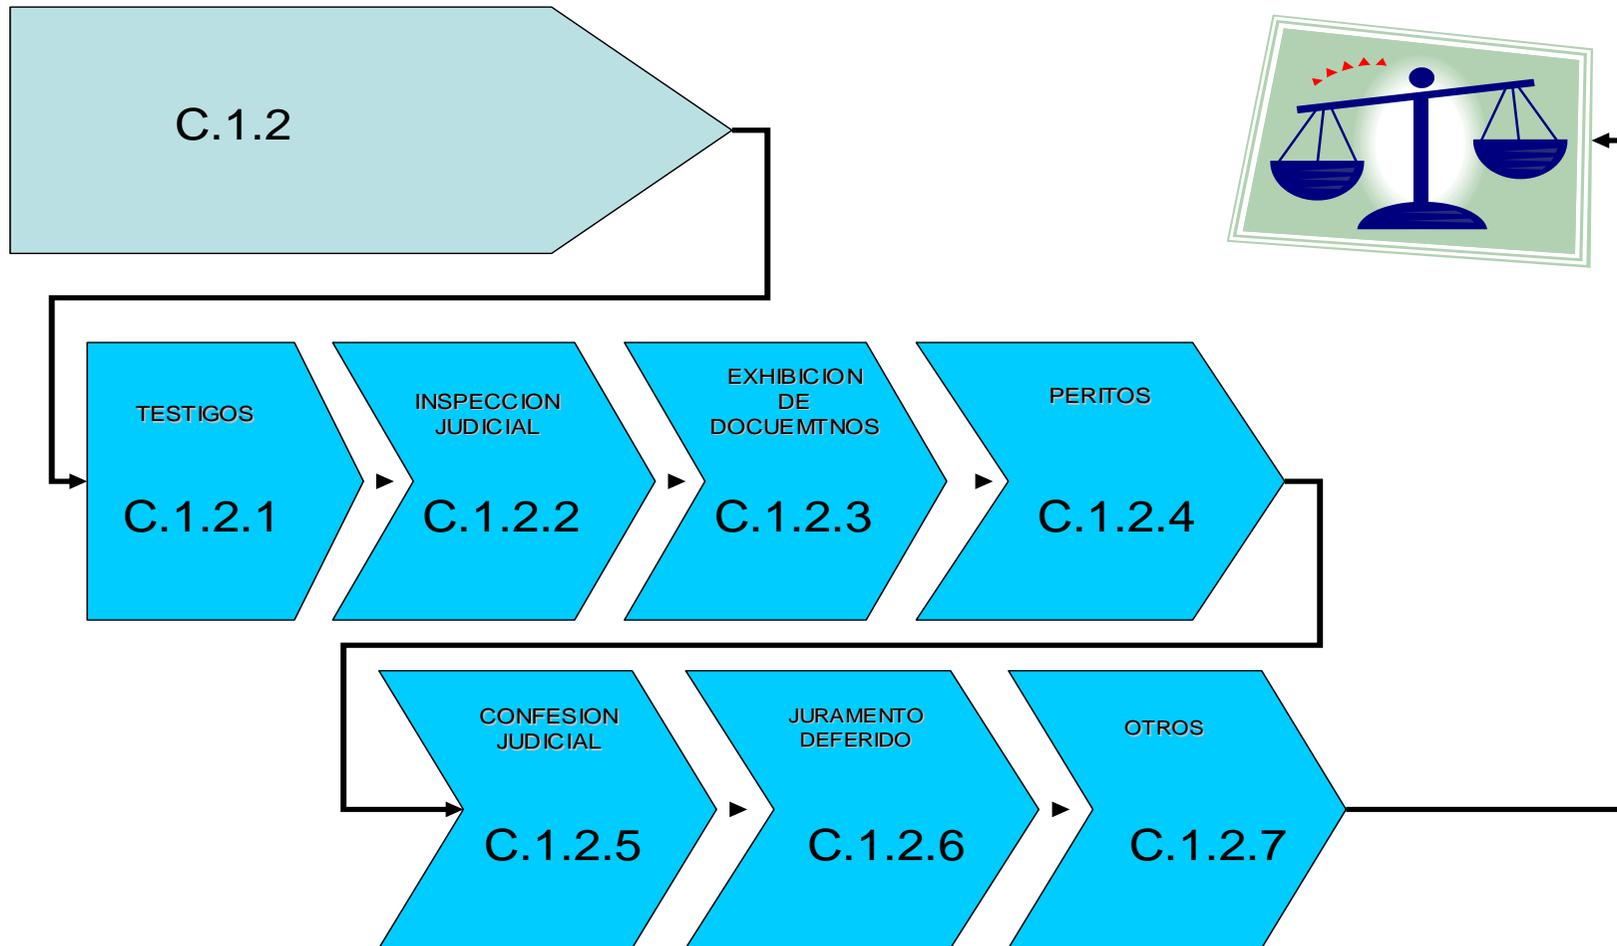 C.1.2
TESTIGOS
C.1.2.1
INSPECCION
JUDICIAL
C.1.2.2
EXHIBICION
DE
DOCUEMTNOS
C.1.2.3
PERITOS
C.1.2.4
CONFESION
JUDICIAL
C.1.2.5
JURAMENTO
DEFERIDO
C.1.2.6
OTROS
C.1.2.7